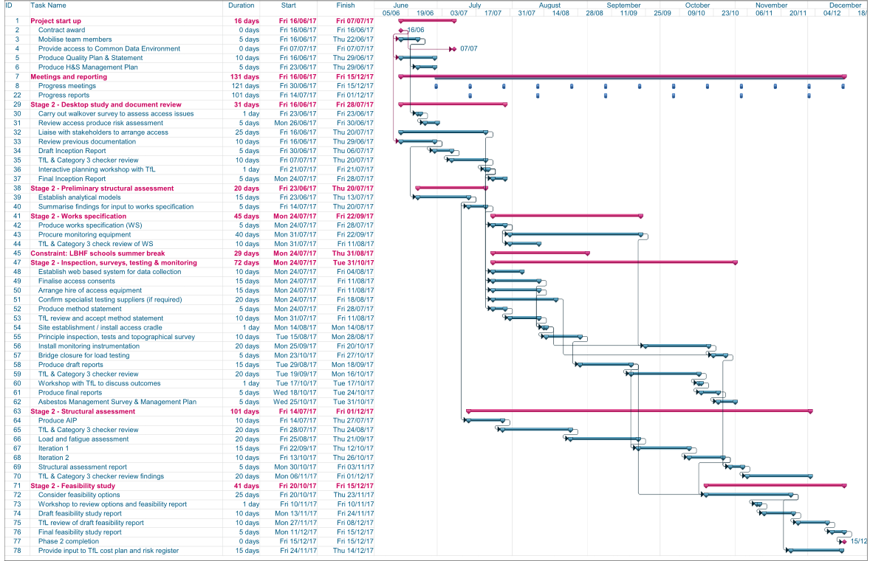 ID Task Name Duration Start Finish June July August September October November December
05/06 19/06 03/07 17/07 31/07 14/08 28/08 11/09 25/09 09/10 23/10 06/11 20/11 04/12 18/
1 Project start up 16 days Fri 16/06/17 Fri 07/07/17
2 Contract award 0 days Fri 16/06/17 Fri 16/06/17 16/06
3 Mobilise team members 5 days Fri 16/06/17 Thu 22/06/17
4 Provide access to Common Data Environment 0 days Fri 07/07/17 Fri 07/07/17 07/07
5 Produce Quality Plan & Statement 10 days Fri 16/06/17 Thu 29/06/17
6 Produce H&S Management Plan 5 days Fri 23/06/17 Thu 29/06/17
7 Meetings and reporting 131 days Fri 16/06/17 Fri 15/12/17
8 Progress meetings 121 days Fri 30/06/17 Fri 15/12/17
22 Progress reports 101 days Fri 14/07/17 Fri 01/12/17
29 Stage 2 - Desktop study and document review 31 days Fri 16/06/17 Fri 28/07/17
30 Carry out walkover survey to assess access issues 1 day Fri 23/06/17 Fri 23/06/17
31 Review access produce risk assessment 5 days Mon 26/06/17 Fri 30/06/17
32 Liaise with stakeholders to arrange access 25 days Fri 16/06/17 Thu 20/07/17
33 Review previous documentation 10 days Fri 16/06/17 Thu 29/06/17
34 Draft Inception Report 5 days Fri 30/06/17 Thu 06/07/17
35 TfL & Category 3 checker review 10 days Fri 07/07/17 Thu 20/07/17
36 Interactive planning workshop with TfL 1 day Fri 21/07/17 Fri 21/07/17
37 Final Inception Report 5 days Mon 24/07/17 Fri 28/07/17
38 Stage 2 - Preliminary structural assessment 20 days Fri 23/06/17 Thu 20/07/17
39 Establish analytical models 15 days Fri 23/06/17 Thu 13/07/17
40 Summarise findings for input to works specification 5 days Fri 14/07/17 Thu 20/07/17
41 Stage 2 - Works specification 45 days Mon 24/07/17 Fri 22/09/17
42 Produce works specification (WS) 5 days Mon 24/07/17 Fri 28/07/17
43 Procure monitoring equipment 40 days Mon 31/07/17 Fri 22/09/17
44 TfL & Category 3 check review of WS 10 days Mon 31/07/17 Fri 11/08/17
45 Constraint: LBHF schools summer break 29 days Mon 24/07/17 Thu 31/08/17
47 Stage 2 - Inspection, surveys, testing & monitoring 72 days Mon 24/07/17 Tue 31/10/17
48 Establish web based system for data collection 10 days Mon 24/07/17 Fri 04/08/17
49 Finalise access consents 15 days Mon 24/07/17 Fri 11/08/17
50 Arrange hire of access equipment 15 days Mon 24/07/17 Fri 11/08/17
51 Confirm specialist testing suppliers (if required) 20 days Mon 24/07/17 Fri 18/08/17
52 Produce method statement 5 days Mon 24/07/17 Fri 28/07/17
53 TfL review and accept method statement 10 days Mon 31/07/17 Fri 11/08/17
54 Site establishment / install access cradle 1 day Mon 14/08/17 Mon 14/08/17
55 Principle inspection, tests and topographical survey 10 days Tue 15/08/17 Mon 28/08/17
56 Install monitoring instrumentation 20 days Mon 25/09/17 Fri 20/10/17
57 Bridge closure for load testing 5 days Mon 23/10/17 Fri 27/10/17
58 Produce draft reports 15 days Tue 29/08/17 Mon 18/09/17
59 TfL & Category 3 checker review 20 days Tue 19/09/17 Mon 16/10/17
60 Workshop with TfL to discuss outcomes 1 day Tue 17/10/17 Tue 17/10/17
61 Produce final reports 5 days Wed 18/10/17 Tue 24/10/17
62 Asbestos Management Survey & Management Plan 5 days Wed 25/10/17 Tue 31/10/17
63 Stage 2 - Structural assessment 101 days Fri 14/07/17 Fri 01/12/17
64 Produce AIP 10 days Fri 14/07/17 Thu 27/07/17
65 TfL & Category 3 checker review 20 days Fri 28/07/17 Thu 24/08/17
66 Load and fatigue assessment 20 days Fri 25/08/17 Thu 21/09/17
67 Iteration 1 15 days Fri 22/09/17 Thu 12/10/17
68 Iteration 2 10 days Fri 13/10/17 Thu 26/10/17
69 Structural assessment report 5 days Mon 30/10/17 Fri 03/11/17
70 TfL & Category 3 checker review findings 20 days Mon 06/11/17 Fri 01/12/17
71 Stage 2 - Feasibility study 41 days Fri 20/10/17 Fri 15/12/17
72 Consider feasibility options 25 days Fri 20/10/17 Thu 23/11/17
73 Workshop to review options and feasibility report 1 day Fri 10/11/17 Fri 10/11/17
74 Draft feasibility study report 10 days Mon 13/11/17 Fri 24/11/17
75 TfL review of draft feasibility report 10 days Mon 27/11/17 Fri 08/12/17
76 Final feasibility study report 5 days Mon 11/12/17 Fri 15/12/17
77 Phase 2 completion 0 days Fri 15/12/17 Fri 15/12/17 15/12
78 Provide input to TfL cost plan and risk register 15 days Fri 24/11/17 Thu 14/12/17